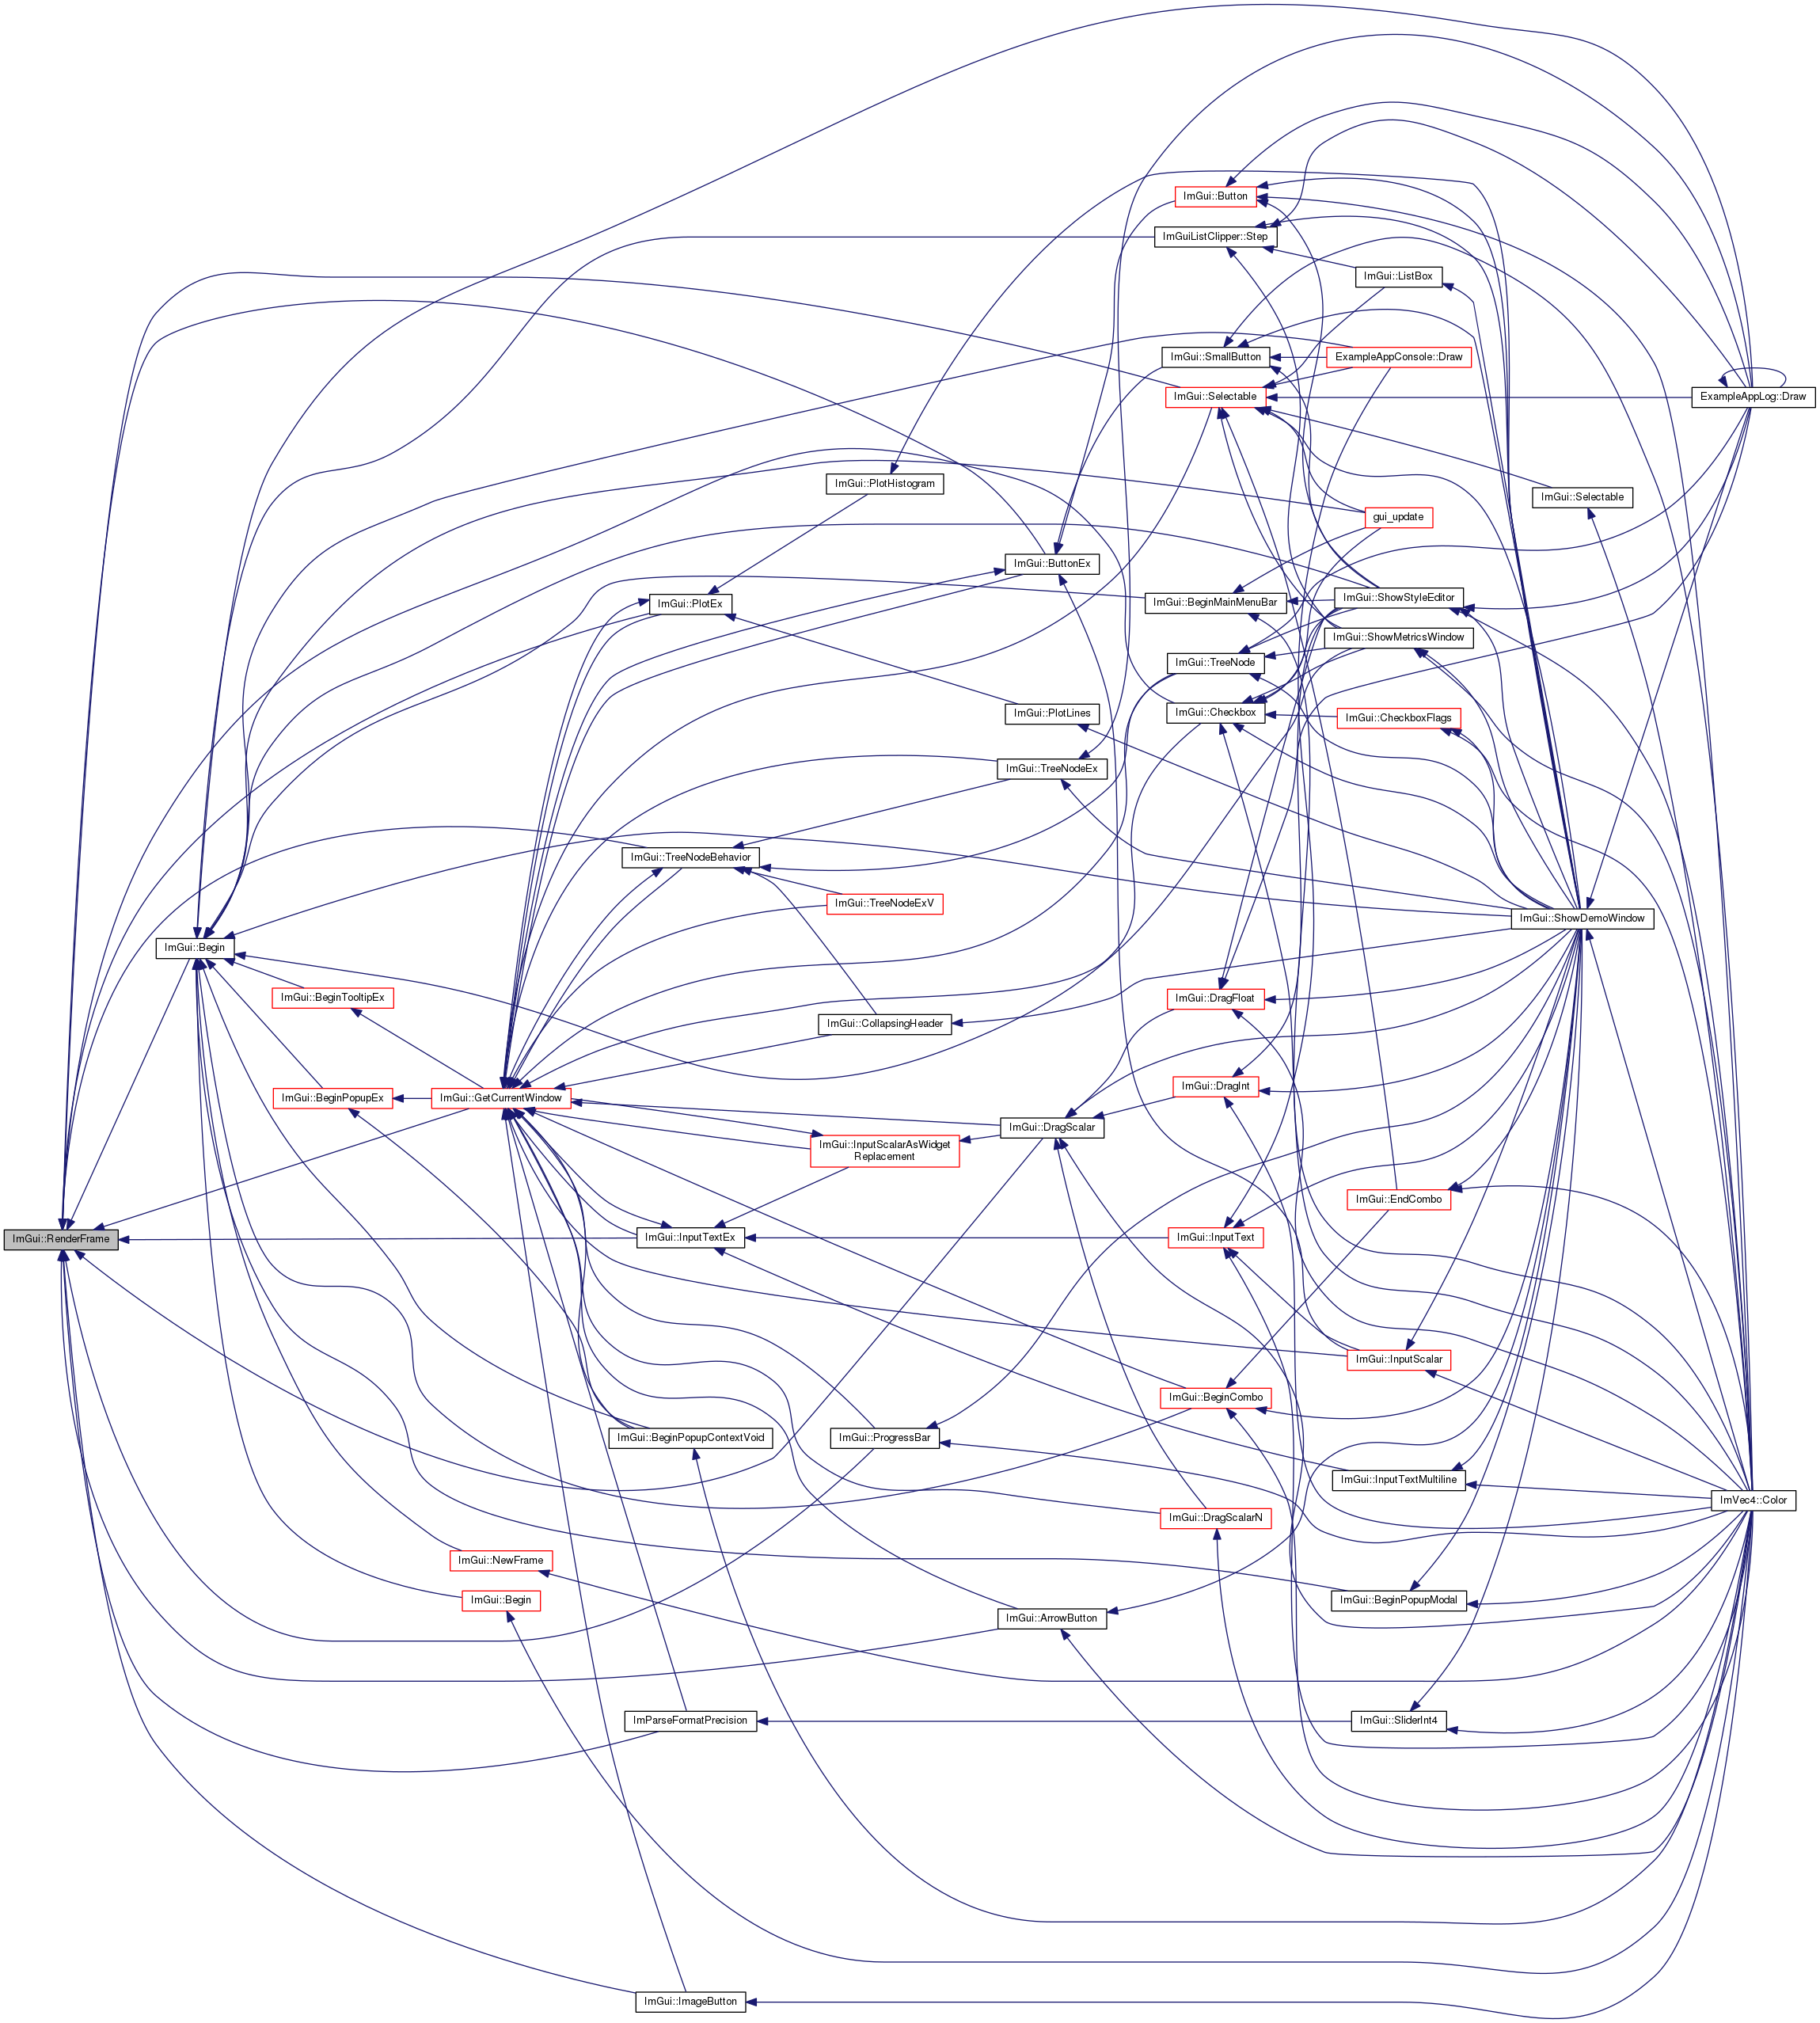 ImGui::Button
ImGuiListClipper::Step
ImGui::ListBox
ImGui::SmallButton
ExampleAppConsole::Draw
ImGui::Selectable
ExampleAppLog::Draw
ImGui::PlotHistogram
ImGui::Selectable
gui_update
ImGui::ButtonEx
ImGui::PlotEx
ImGui::BeginMainMenuBar
ImGui::ShowStyleEditor
ImGui::ShowMetricsWindow
ImGui::TreeNode
ImGui::PlotLines
ImGui::Checkbox
ImGui::CheckboxFlags
ImGui::TreeNodeEx
ImGui::TreeNodeBehavior
ImGui::TreeNodeExV
ImGui::ShowDemoWindow
ImGui::Begin
ImGui::BeginTooltipEx
ImGui::DragFloat
ImGui::CollapsingHeader
ImGui::BeginPopupEx
ImGui::GetCurrentWindow
ImGui::DragInt
ImGui::DragScalar
ImGui::InputScalarAsWidget
Replacement
ImGui::EndCombo
ImGui::RenderFrame
ImGui::InputTextEx
ImGui::InputText
ImGui::InputScalar
ImGui::BeginCombo
ImGui::BeginPopupContextVoid
ImGui::ProgressBar
ImGui::InputTextMultiline
ImVec4::Color
ImGui::DragScalarN
ImGui::NewFrame
ImGui::Begin
ImGui::BeginPopupModal
ImGui::ArrowButton
ImParseFormatPrecision
ImGui::SliderInt4
ImGui::ImageButton